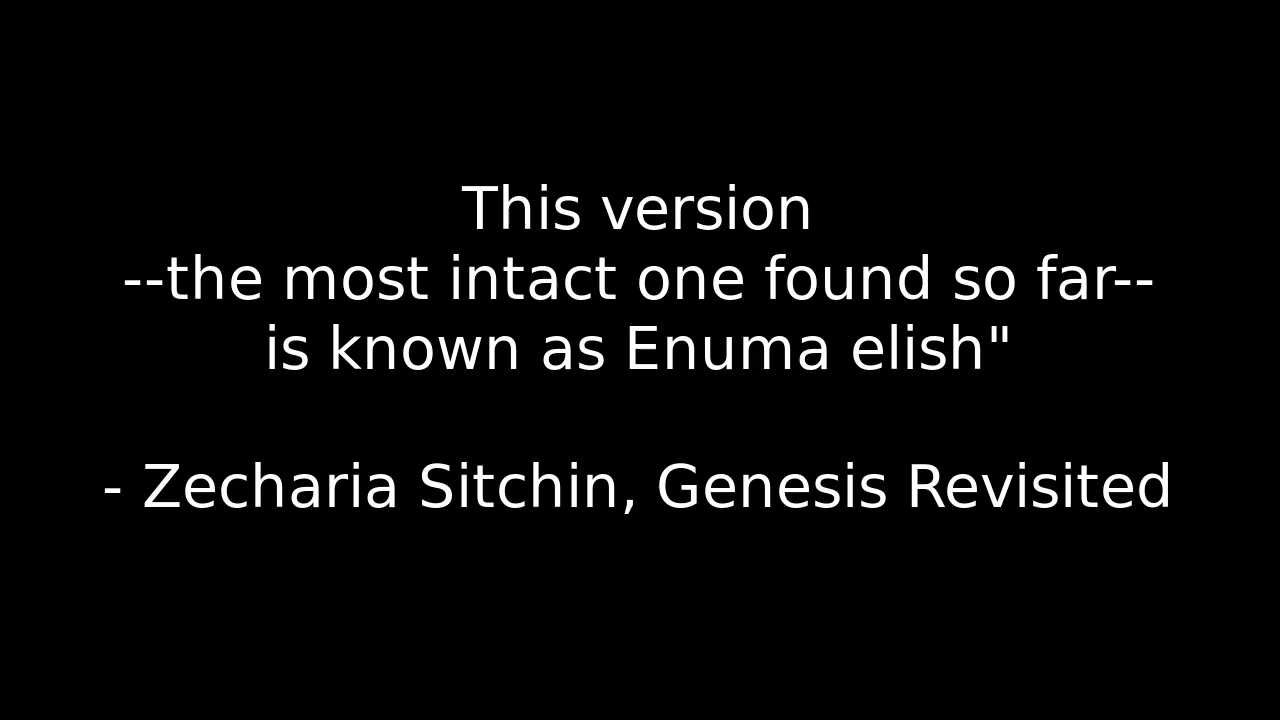 This version
--the most intact one found so far--
is known as Enuma elish"
- Zecharia Sitchin, Genesis Revisited